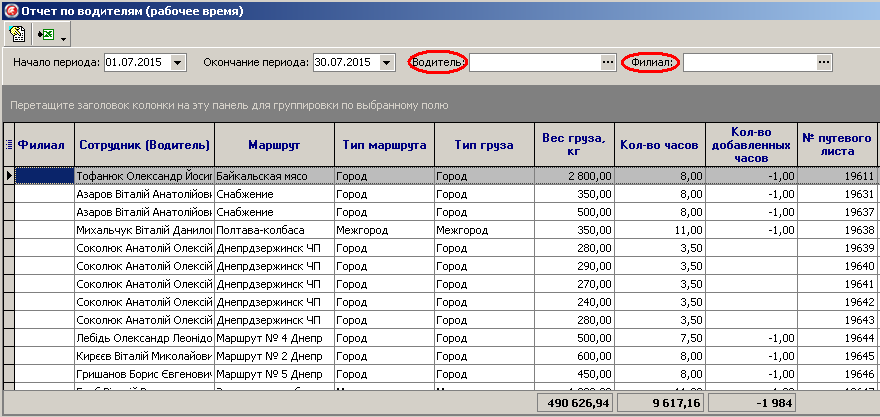 Отчет по водителям (рабочее время)
Начало периода: 01.07.2015 Окончание периода: 30.07.2015 Водитель: ... Филиал: ...
Перетащите заголовок колонки на эту панель для группировки по выбранному полю
Филиал Сотрудник (Водитель) Маршрут Тип маршрута Тип груза Вес груза, кг Кол-во часов Кол-во добавленных часов № путевого листа
Тофанюк Олександр Йосиг Байкальская мясо Город Город 2 800,00 8,00 -1,00 19611
Азаров Віталій Анатолійови Снабжение Город Город 350,00 8,00 -1,00 19631
Азаров Віталій Анатолійови Снабжение Город Город 500,00 8,00 -1,00 19637
Михальчук Віталій Данилов Полтава-колбаса Межгород Межгород 350,00 11,00 -1,00 19638
Соколюк Анатолій Олексій Днепрдзержинск ЧП Город Город 280,00 3,50 19639
Соколюк Анатолій Олексій Днепрдзержинск ЧП Город Город 290,00 3,50 19640
Соколюк Анатолій Олексій Днепрдзержинск ЧП Город Город 270,00 3,50 19641
Соколюк Анатолій Олексій Днепрдзержинск ЧП Город Город 240,00 3,50 19642
Соколюк Анатолій Олексій Днепрдзержинск ЧП Город Город 280,00 3,50 19643
Лебідь Олександр Леонідо Маршрут № 4 Днепр Город Город 500,00 7,50 -1,00 19644
Кирєєв Віталій Миколайови Маршрут № 2 Днепр Город Город 600,00 8,00 -1,00 19645
Гришанов Борис Євгенович Маршрут № 5 Днепр Город Город 450,00 8,00 -1,00 19646
490 626,94 9 617,16 -1 984